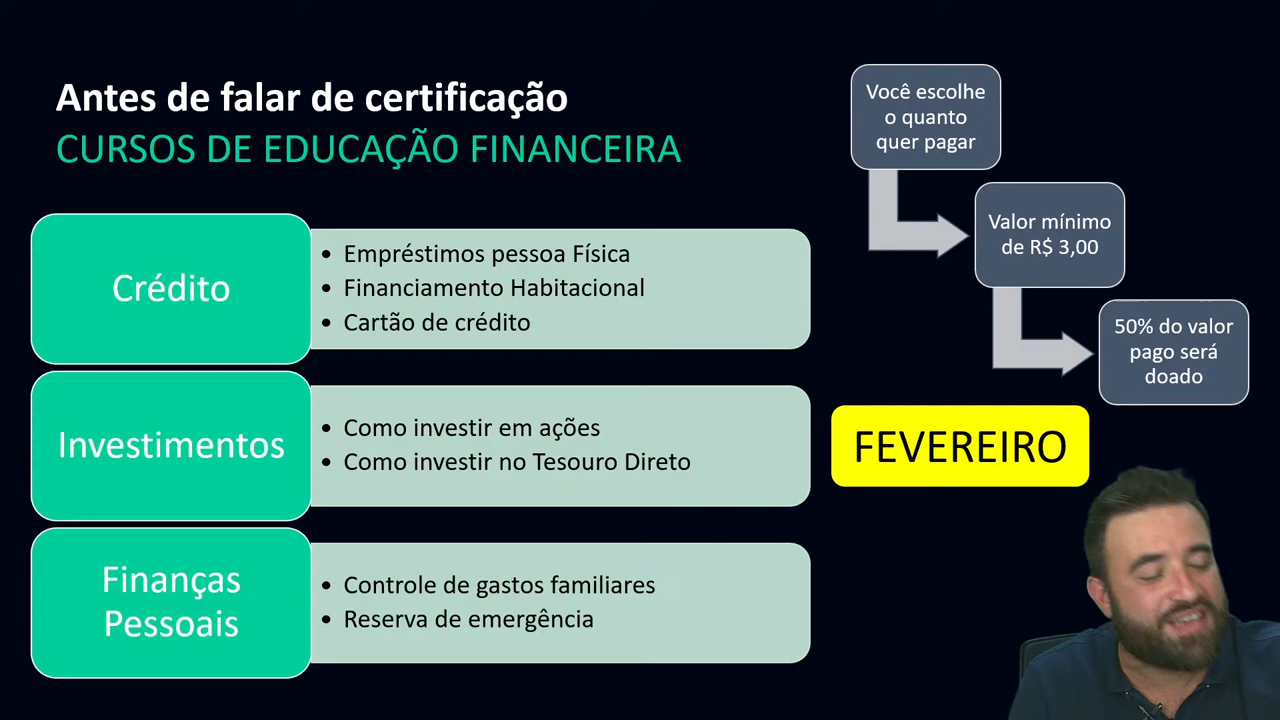 Antes de falar de certificação
CURSOS DE EDUCAÇÃO FINANCEIRA
Crédito
• Empréstimos pessoa Física
• Financiamento Habitacional
• Cartão de crédito
Investimentos
• Como investir em ações
• Como investir no Tesouro Direto
Finanças
Pessoais
• Controle de gastos familiares
• Reserva de emergência
Você escolhe
o quanto
quer pagar
Valor mínimo
de R$ 3,00
50% do valor
pago será
doado
FEVEREIRO